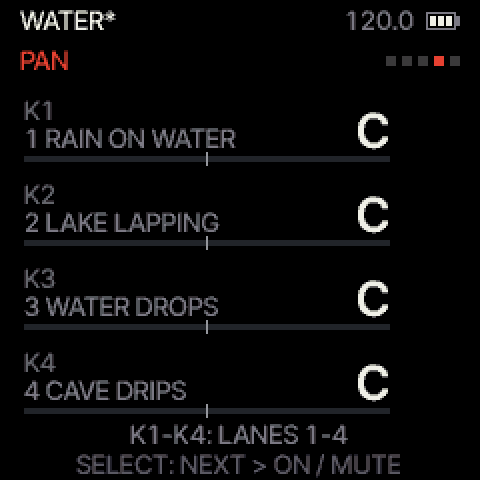 WATER* 120.0
PAN
K1
1 RAIN ON WATER C
K2
2 LAKE LAPPING C
K3
3 WATER DROPS C
K4
4 CAVE DRIPS C
K1-K4: LANES 1-4
SELECT: NEXT > ON / MUTE